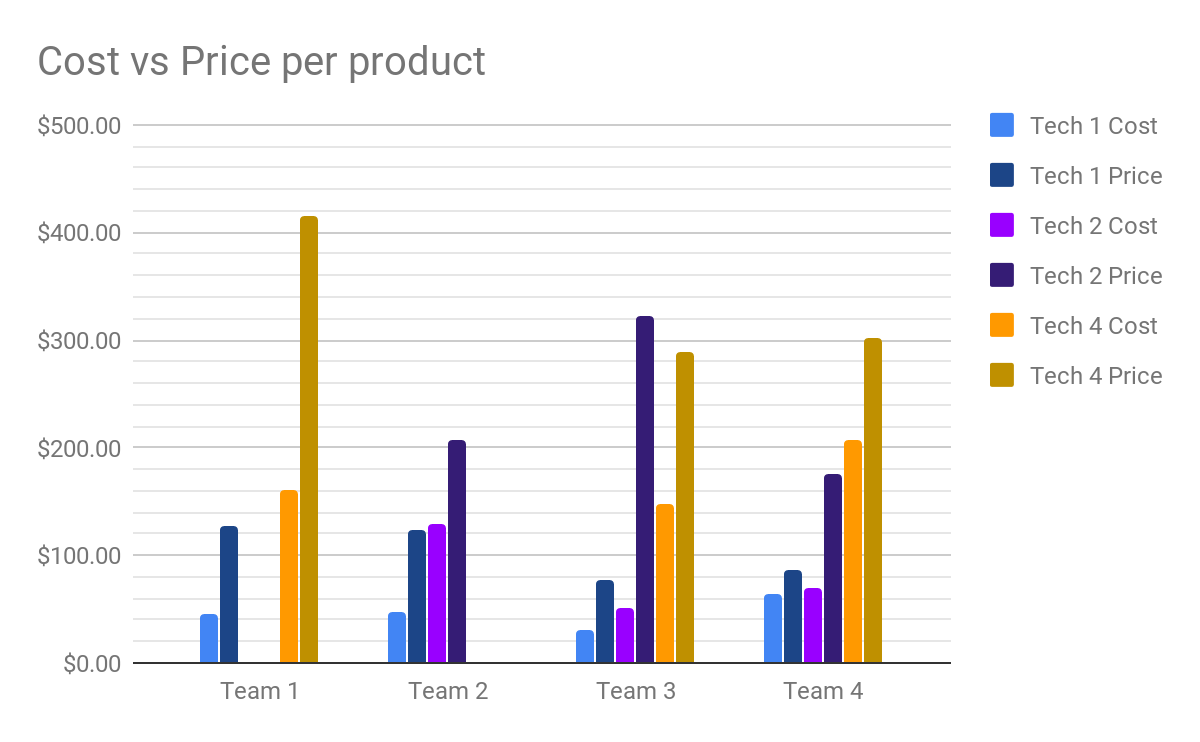 Cost vs Price per product
$500.00
$400.00
$300.00
$200.00
$100.00
$0.00
Team 1
Team 2
Team 3
Team 4
Tech 1 Cost
Tech 1 Price
Tech 2 Cost
Tech 2 Price
Tech 4 Cost
Tech 4 Price